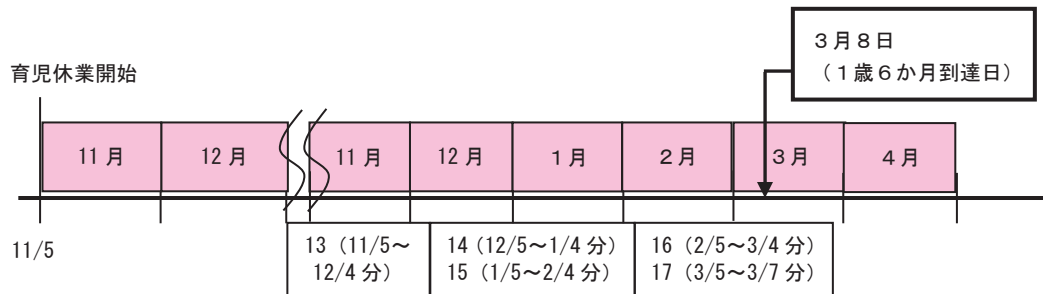 3月8日
(1歳6か月到達日)
育児休業開始
11月
12月
11月
12月
1月
2月
3月
4月
11/5
13（11/5～
12/4分）
14（12/5～1/4分）
15（1/5～2/4分）
16（2/5～3/4分）
17（3/5～3/7分）